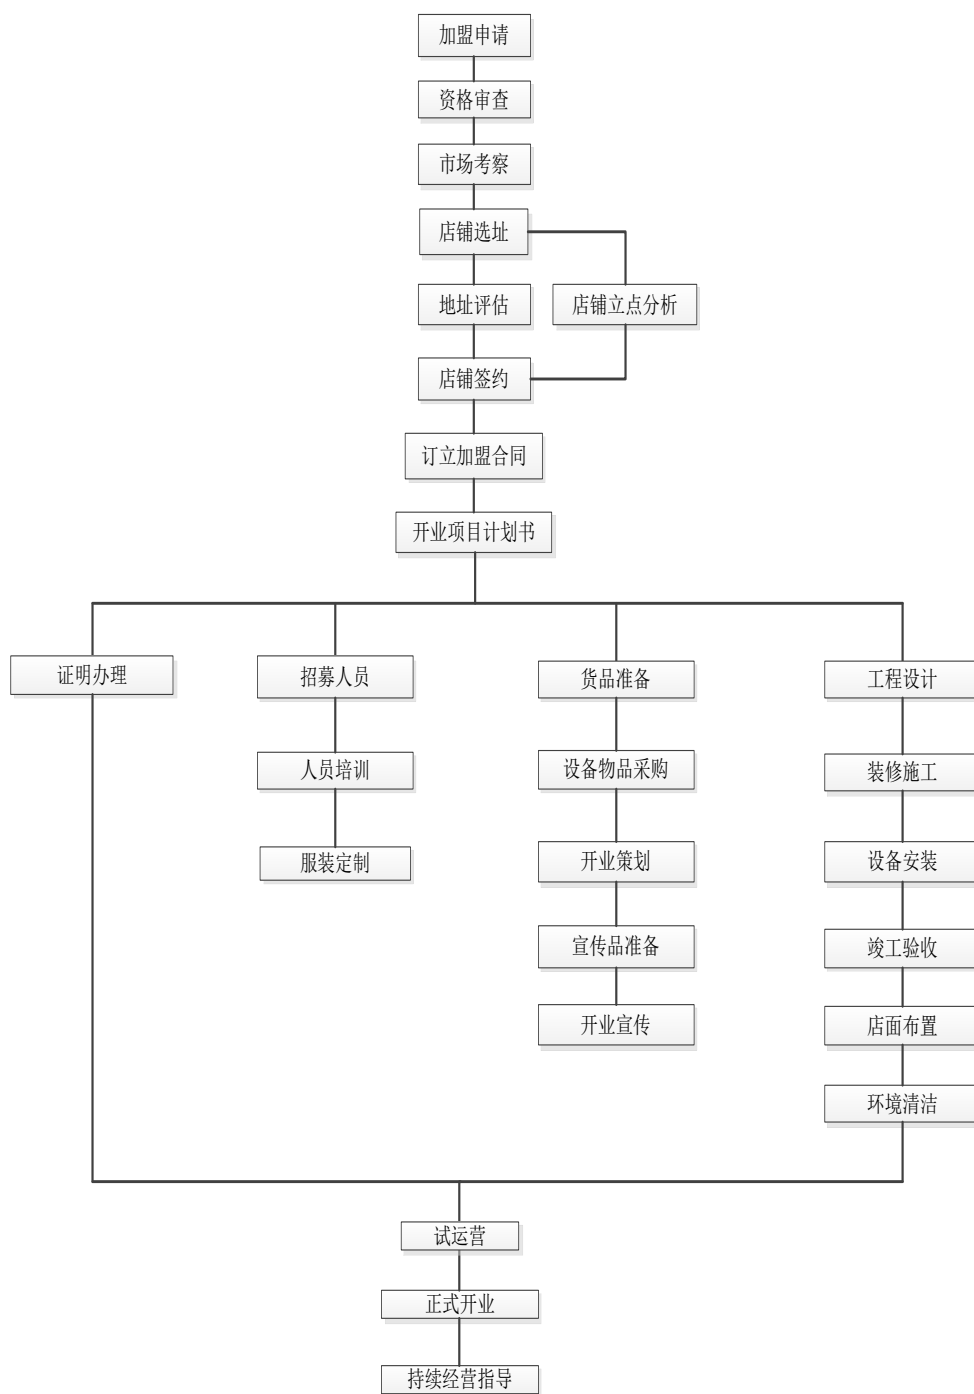 加盟申请
资格审查
市场考察
店铺选址
地址评估
店铺立点分析
店铺签约
订立加盟合同
开业项目计划书
证明办理
招募人员
货品准备
工程设计
人员培训
设备物品采购
装修施工
服装定制
开业策划
设备安装
宣传品准备
竣工验收
开业宣传
店面布置
环境清洁
试运营
正式开业
持续经营指导